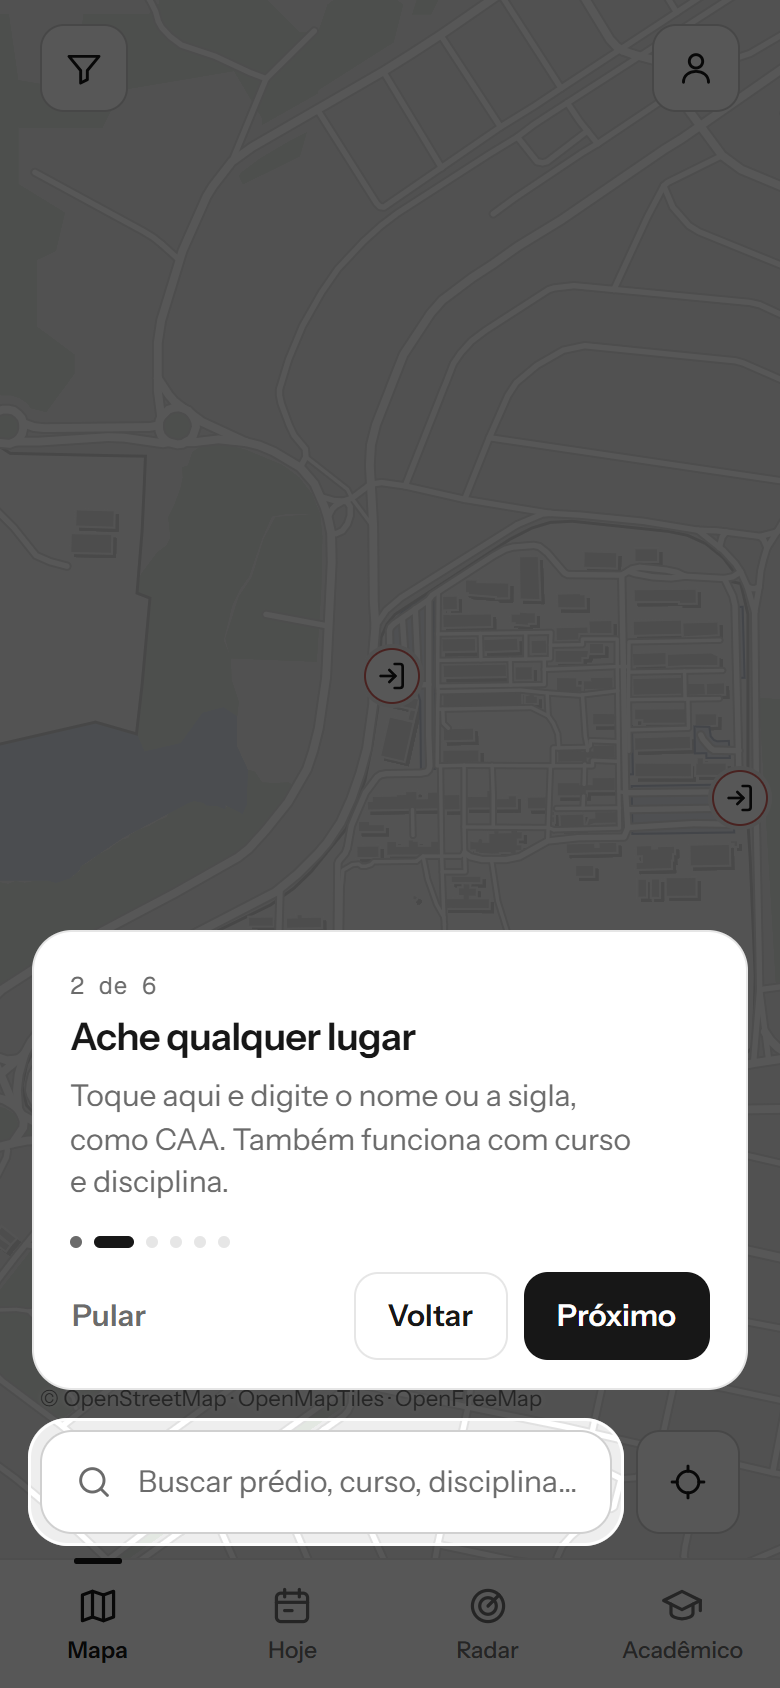 2 de 6
Ache qualquer lugar
Toque aqui e digite o nome ou a sigla,
como CAA. Também funciona com curso
e disciplina.
Pular
Voltar
Próximo
© OpenStreetMap · OpenMapTiles · OpenFreeMap
Buscar prédio, curso, disciplina...
Mapa
Hoje
Radar
Acadêmico